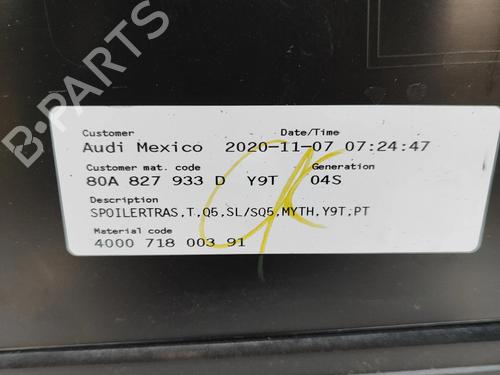 B-PARTS
Customer Date/Time
Audi Mexico 2020-11-07 07:24:47
Customer mat. code Generation
80A 827 933 D Y9T 04S
Description
SPOILERTRAS,T,Q5,SL/SQ5,MYTH,Y9T,PT
Material code
4000 718 003 91
OK